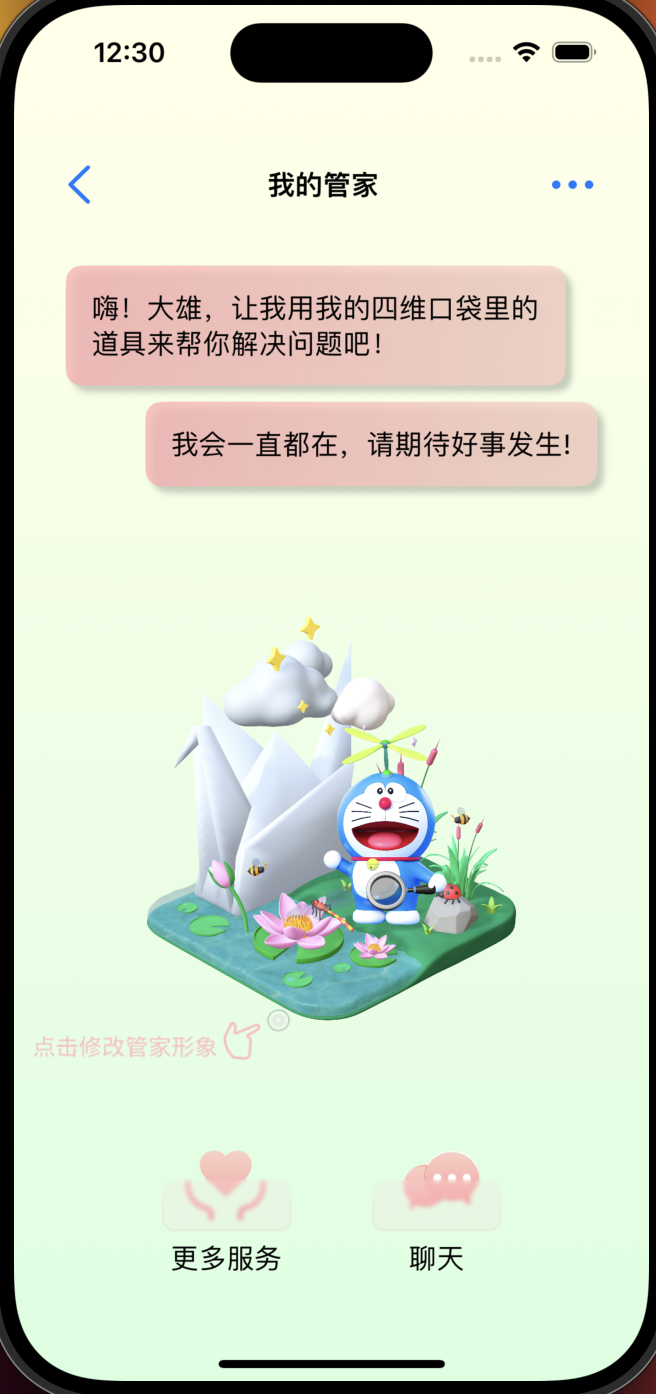 12:30
我的管家
嗨！大雄，让我用我的四维口袋里的
道具来帮你解决问题吧！
我会一直都在，请期待好事发生！
点击修改管家形象
更多服务
聊天